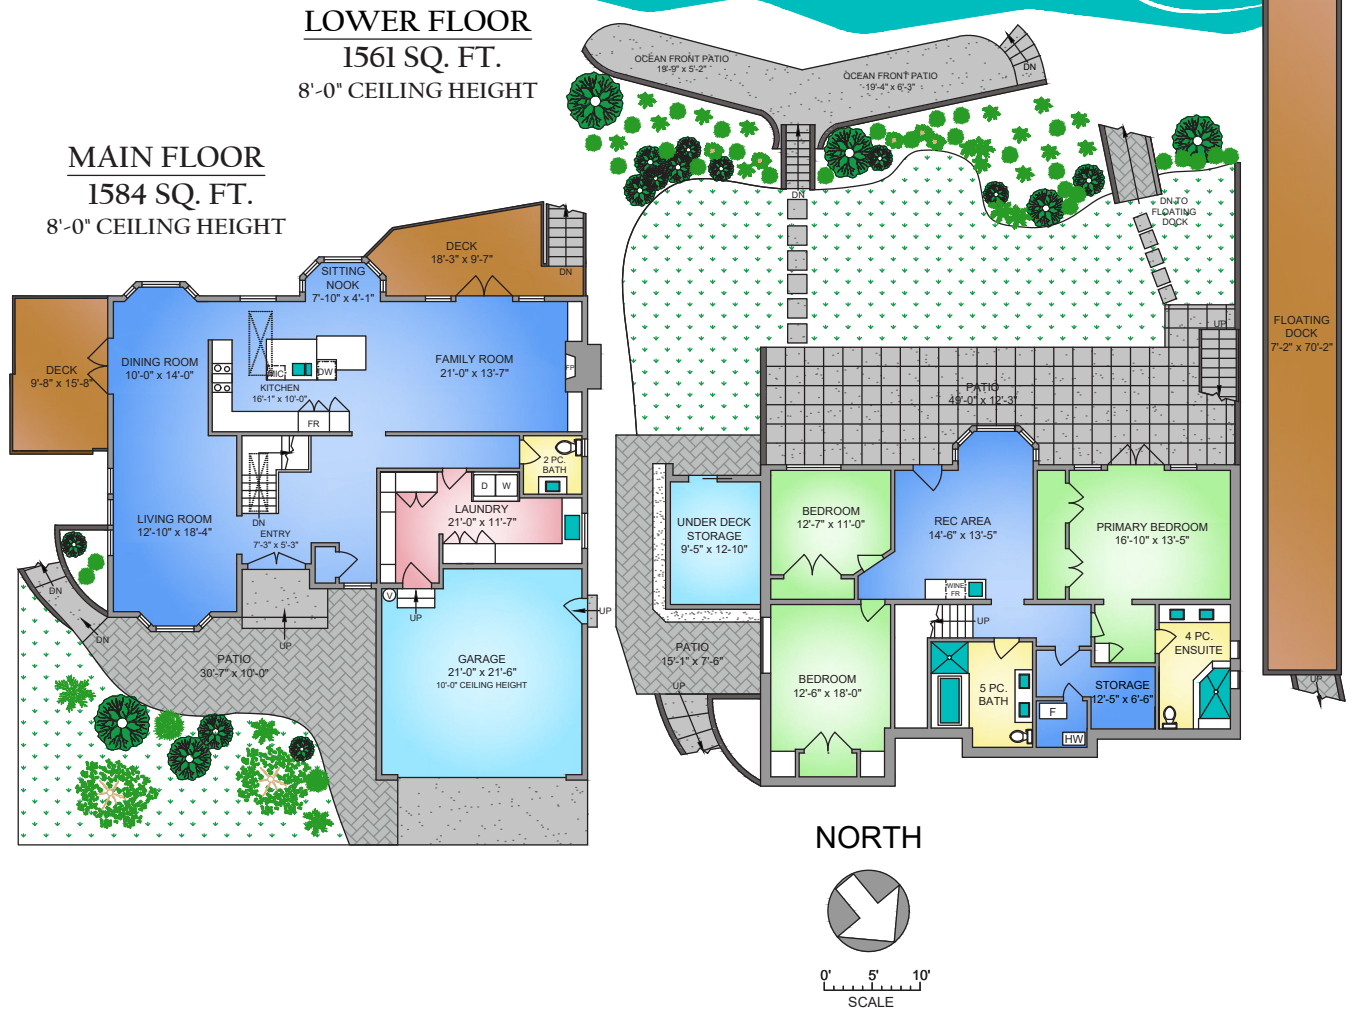 LOWER FLOOR
1561 SQ. FT.
8'-0" CEILING HEIGHT
MAIN FLOOR
1584 SQ. FT.
8'-0" CEILING HEIGHT
OCEAN FRONT PATIO
19'-9" x 5'-2"
OCEAN FRONT PATIO
19'-4" x 6'-3"
DN
DN
DN TO
FLOATING
DOCK
FLOATING
DOCK
7'-2" x 70'-2"
UP
DECK
18'-3" x 9'-7"
DN
SITTING
NOOK
7'-10" x 4'-1"
DECK
9'-8" x 15'-8"
DINING ROOM
10'-0" x 14'-0"
MIC
DW
KITCHEN
16'-1" x 10'-0"
FR
FAMILY ROOM
21'-0" x 13'-7"
FP
2 PC.
BATH
D
W
LAUNDRY
21'-0" x 11'-7"
LIVING ROOM
12'-10" x 18'-4"
DN
ENTRY
7'-3" x 5'-3"
V
UP
UP
UP
DN
DN
PATIO
30'-7" x 10'-0"
GARAGE
21'-0" x 21'-6"
10'-0" CEILING HEIGHT
UP
PATIO
49'-0" x 12'-3"
UNDER DECK
STORAGE
9'-5" x 12'-10"
BEDROOM
12'-7" x 11'-0"
REC AREA
14'-6" x 13'-5"
WINE
FR
PRIMARY BEDROOM
16'-10" x 13'-5"
UP
PATIO
15'-1" x 7'-6"
UP
BEDROOM
12'-6" x 18'-0"
5 PC.
BATH
4 PC.
ENSUITE
STORAGE
12'-5" x 6'-6"
F
HW
NORTH
0' 5' 10'
SCALE